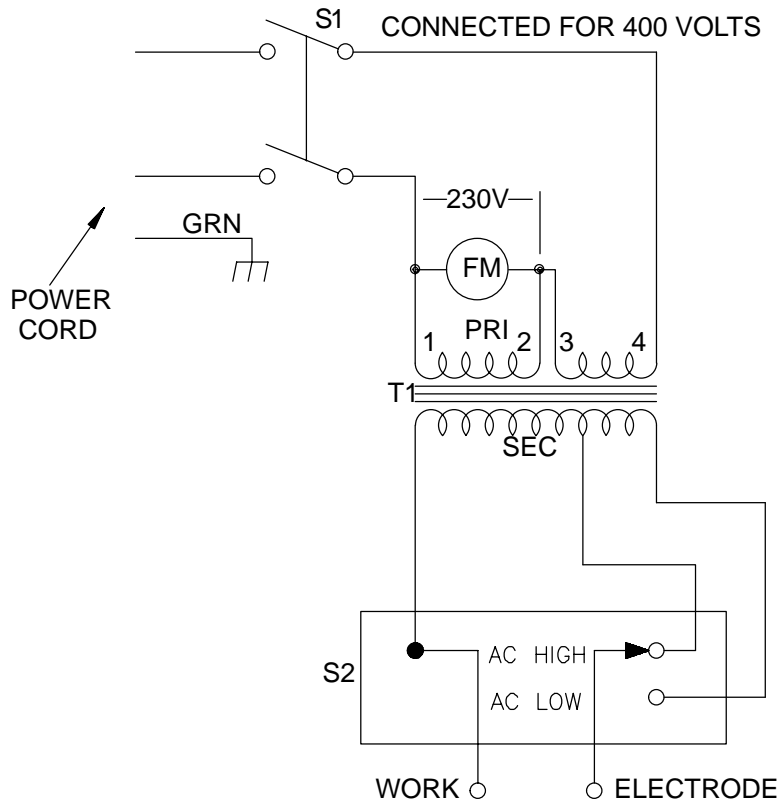 S1
CONNECTED FOR 400 VOLTS
230V
GRN
FM
POWER
CORD
PRI
1
2
3
4
T1
SEC
S2
AC HIGH
AC LOW
WORK
ELECTRODE